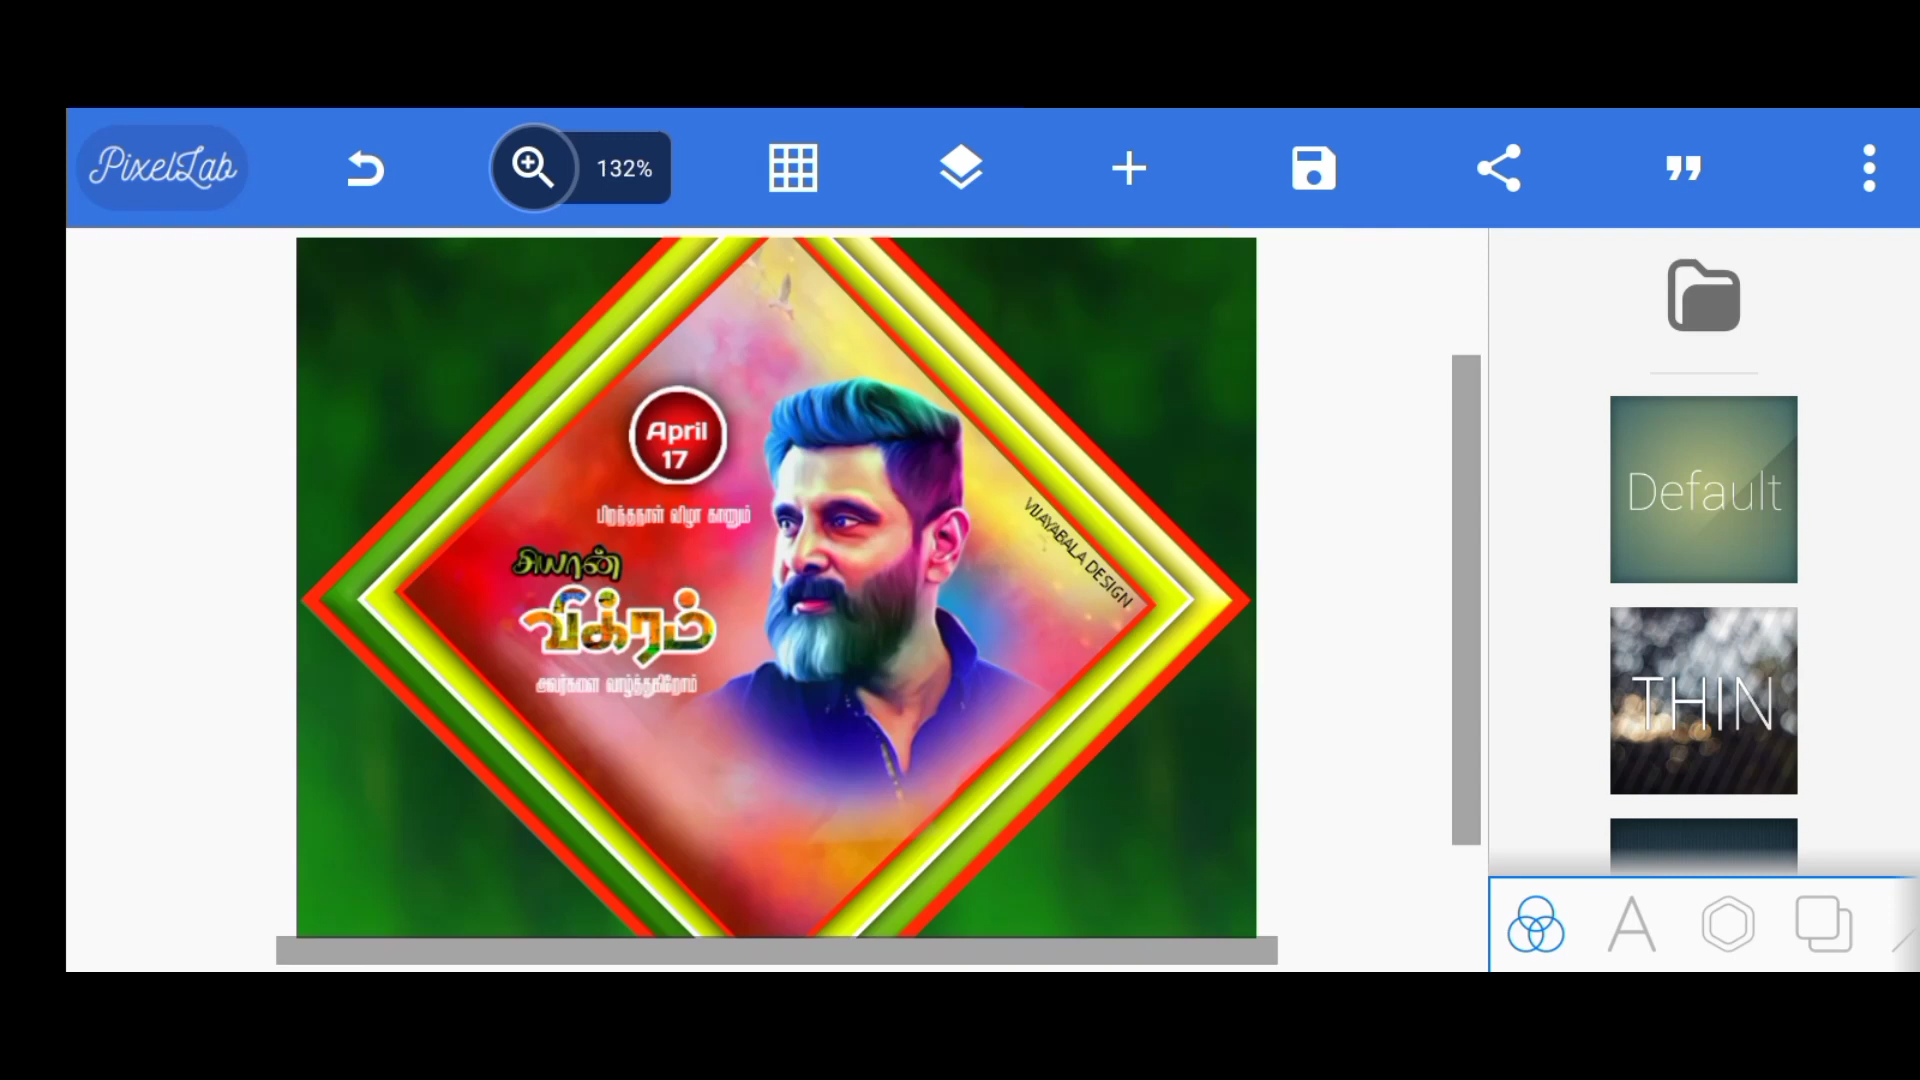 PixelLab
132%
April
17
பிறந்தநாள் விழா காணும்
சியான்
விக்ரம்
அவர்களை வாழ்த்துகிறோம்
VIJAYABALA DESIGN
Default
THIN